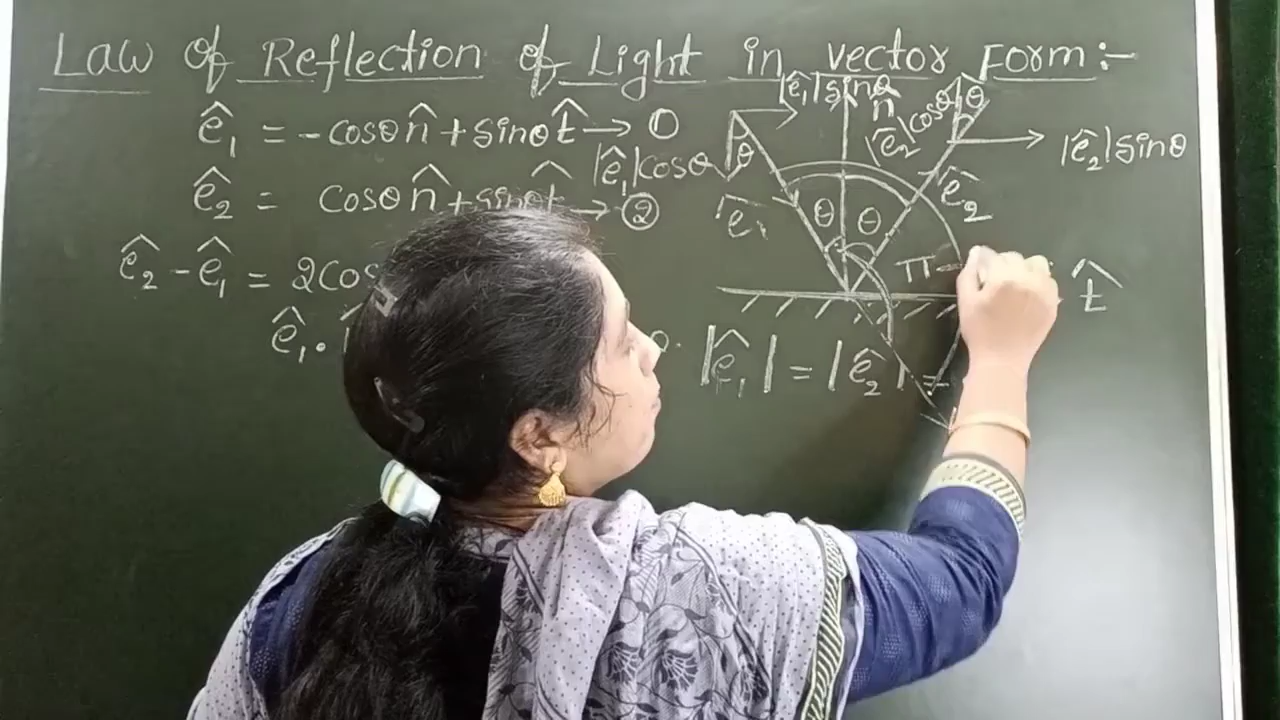 Law of Reflection of Light in vector Form:-
ê₁ = -cosθ n̂ + sinθ t̂ → ①
ê₂ = cosθ n̂ + sinθ t̂ → ②
ê₂ - ê₁ = 2cos
ê₁.
|ê₁| = |ê₂| =
|ê₁|sinθ
n̂
|ê₂|cosθ
θ
|ê₂|sinθ
|ê₁|cosθ
θ
ê₁
θ
θ
ê₂
π-
t̂